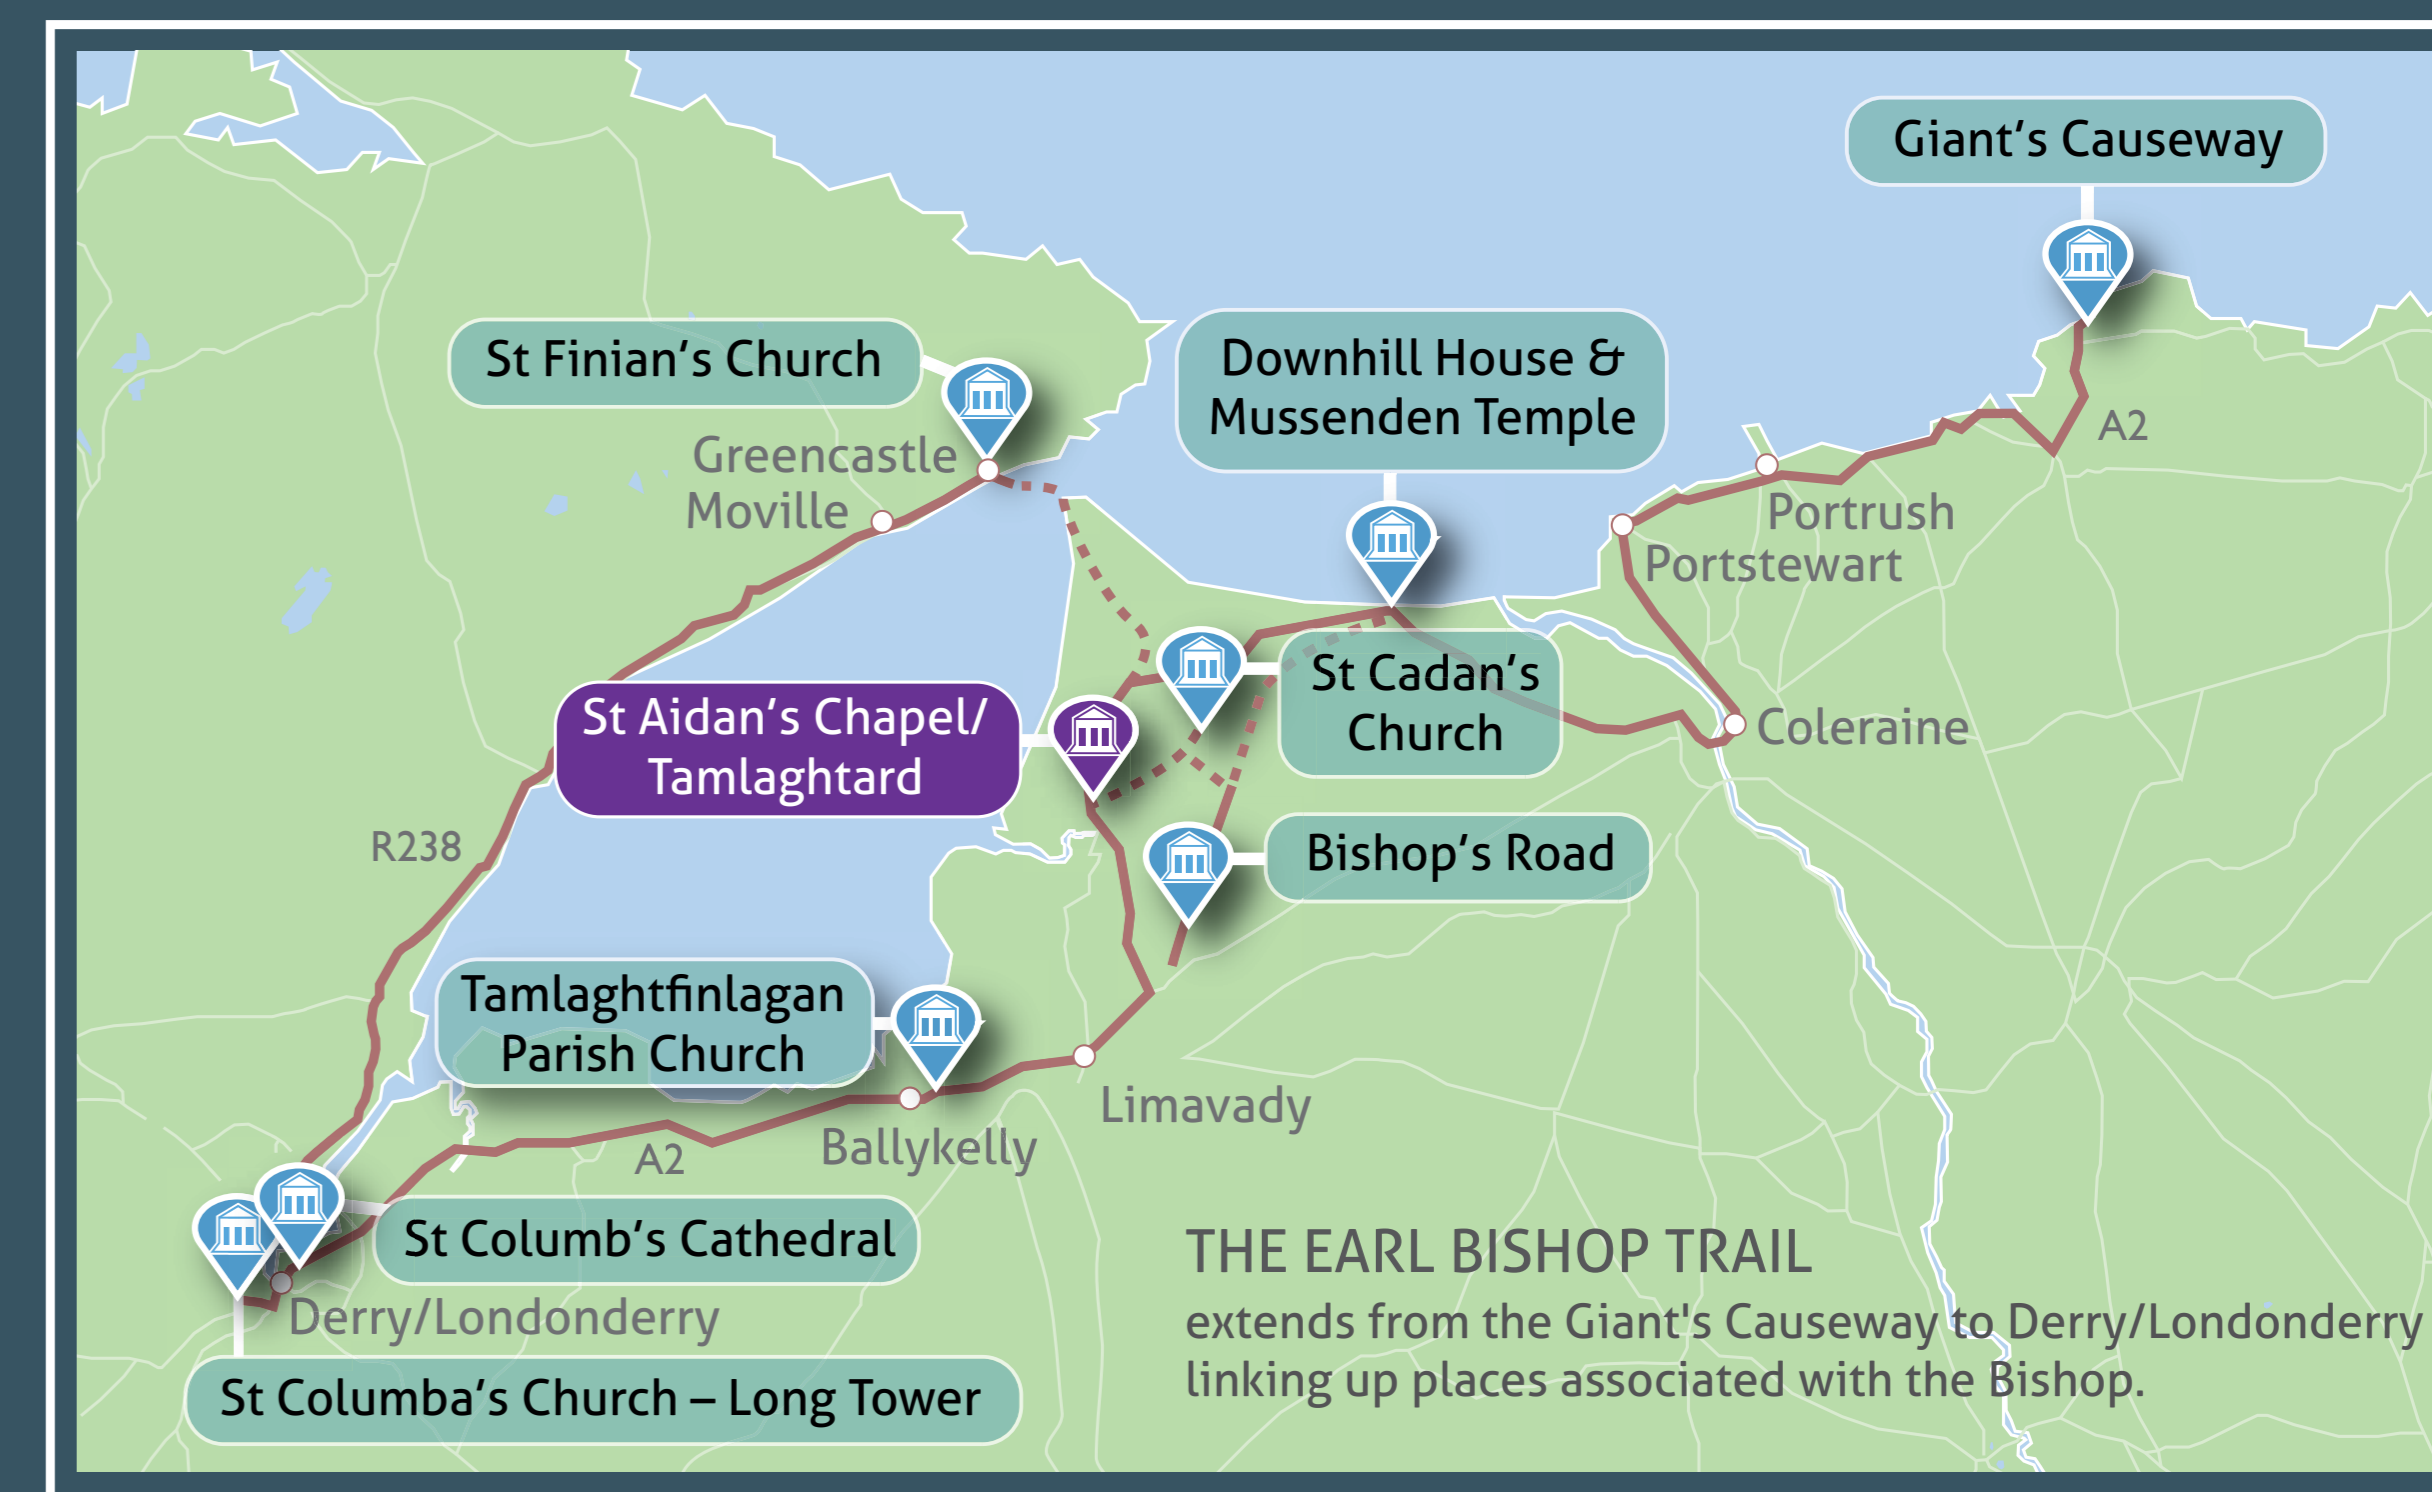 Giant’s Causeway
St Finian’s Church
Downhill House &
Mussenden Temple
A2
Greencastle
Moville
Portrush
Portstewart
St Cadan’s
Church
St Aidan’s Chapel/
Tamlaghtard
Coleraine
R238
Bishop’s Road
Tamlaghtfinlagan
Parish Church
Limavady
Ballykelly
A2
St Columb’s Cathedral
Derry/Londonderry
St Columba’s Church – Long Tower
THE EARL BISHOP TRAIL
extends from the Giant's Causeway to Derry/Londonderry
linking up places associated with the Bishop.